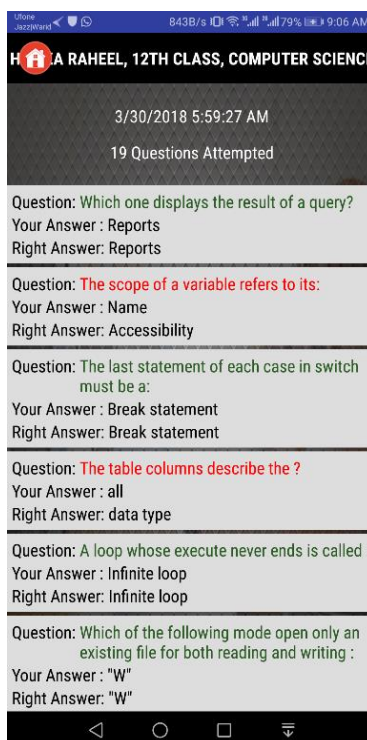 Ufone
JazzWarid
843B/s 79% 9:06 AM
A RAHEEL, 12TH CLASS, COMPUTER SCIENC
3/30/2018 5:59:27 AM
19 Questions Attempted
Question: Which one displays the result of a query?
Your Answer : Reports
Right Answer: Reports
Question: The scope of a variable refers to its:
Your Answer : Name
Right Answer: Accessibility
Question: The last statement of each case in switch
must be a:
Your Answer : Break statement
Right Answer: Break statement
Question: The table columns describe the ?
Your Answer : all
Right Answer: data type
Question: A loop whose execute never ends is called
Your Answer : Infinite loop
Right Answer: Infinite loop
Question: Which of the following mode open only an
existing file for both reading and writing :
Your Answer : "W"
Right Answer: "W"